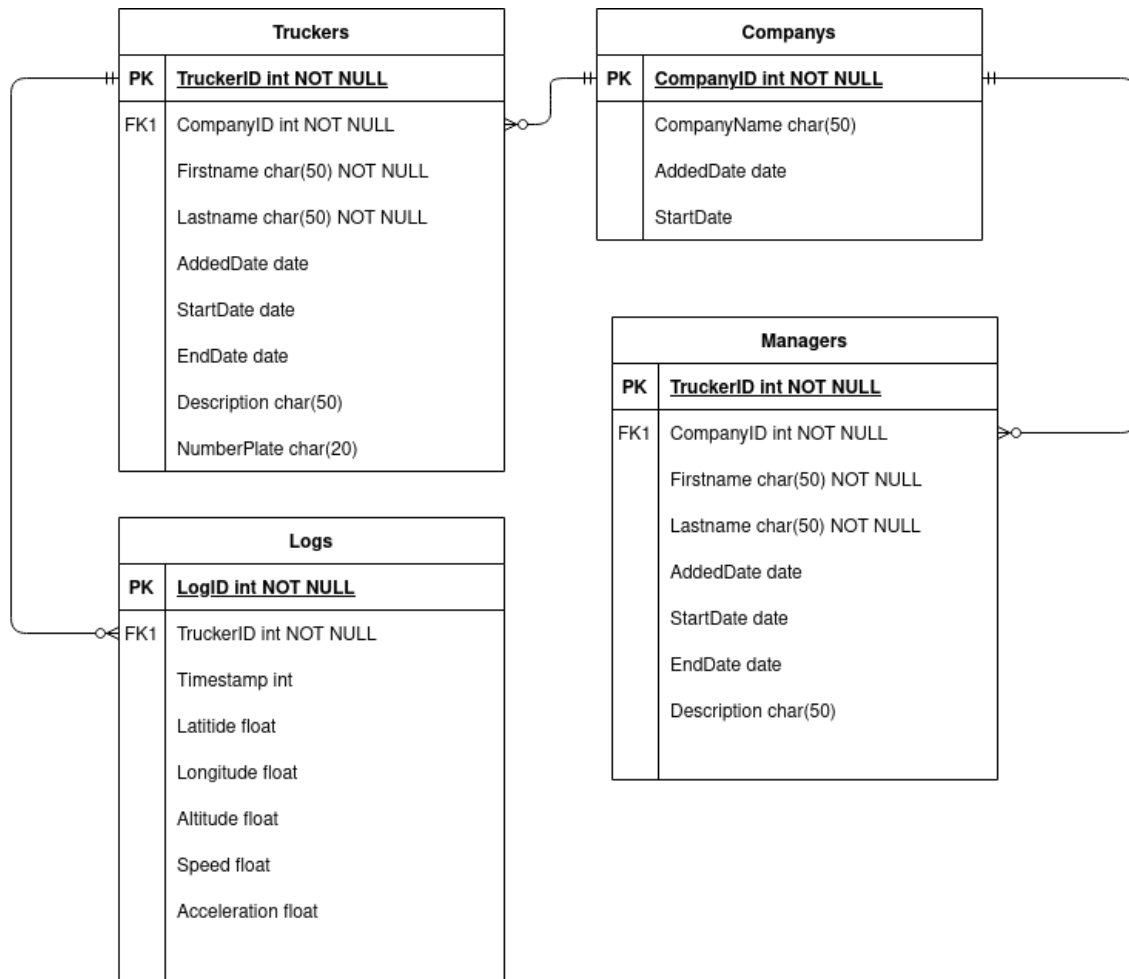 Truckers
PK TruckerID int NOT NULL
FK1 CompanyID int NOT NULL
Firstname char(50) NOT NULL
Lastname char(50) NOT NULL
AddedDate date
StartDate date
EndDate date
Description char(50)
NumberPlate char(20)
Companys
PK CompanyID int NOT NULL
CompanyName char(50)
AddedDate date
StartDate
Managers
PK TruckerID int NOT NULL
FK1 CompanyID int NOT NULL
Firstname char(50) NOT NULL
Lastname char(50) NOT NULL
AddedDate date
StartDate date
EndDate date
Description char(50)
Logs
PK LogID int NOT NULL
FK1 TruckerID int NOT NULL
Timestamp int
Latitide float
Longitude float
Altitude float
Speed float
Acceleration float